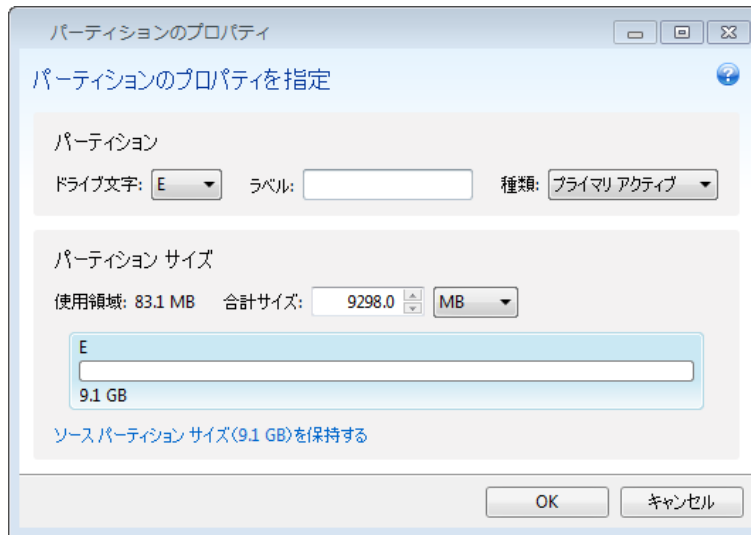 パーティションのプロパティ
パーティションのプロパティを指定
パーティション
ドライブ文字: E ラベル: 種類: プライマリ アクティブ
パーティション サイズ
使用領域: 83.1 MB 合計サイズ: 9298.0 MB
E
9.1 GB
ソース パーティション サイズ(9.1 GB)を保持する
OK キャンセル